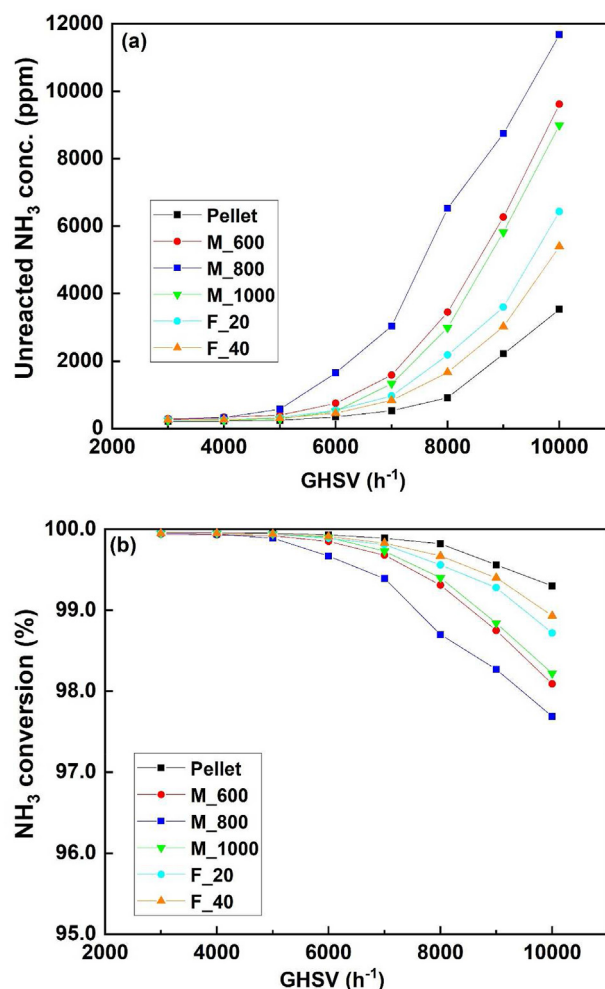 (a)
12000
10000
8000
6000
4000
2000
0
Unreacted NH₃ conc. (ppm)
Pellet
M_600
M_800
M_1000
F_20
F_40
2000 4000 6000 8000 10000
GHSV (h⁻¹)
(b)
100.0
99.0
98.0
97.0
96.0
95.0
NH₃ conversion (%)
Pellet
M_600
M_800
M_1000
F_20
F_40
2000 4000 6000 8000 10000
GHSV (h⁻¹)